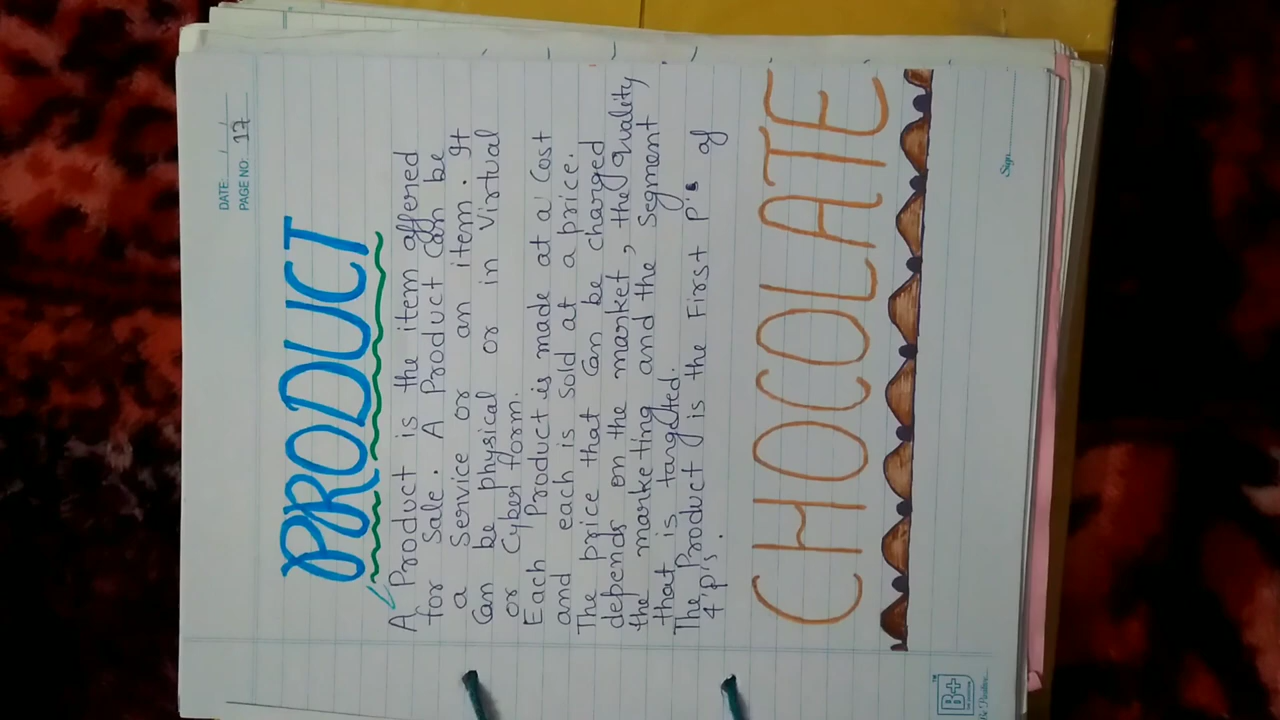 DATE: / /
PAGE NO: 17
PRODUCT
A Product is the item offered
for sale. A Product can be
a Service or an item. It
Can be physical or in Virtual
or Cyber form.
Each Product is made at a Cost
and each is sold at a price.
The price that Can be charged
depends on the market, the quality
the marketing and the Segment
that is targeted.
The Product is the First P's of
4 'p's.
CHOCOLATE
Sign
B+